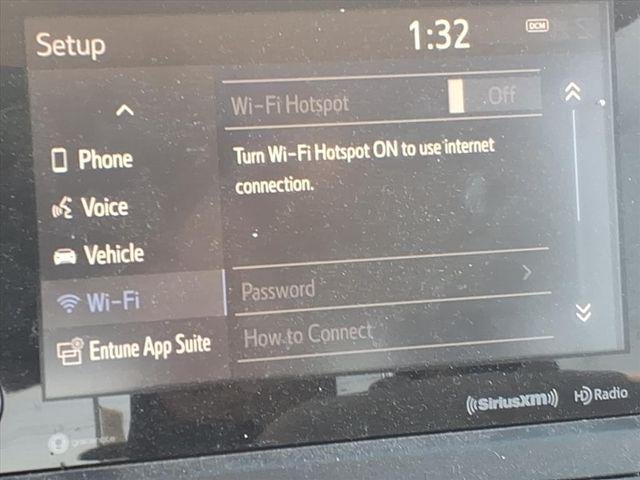 Setup
1:32
DCM
Wi-Fi Hotspot
Off
Phone
Turn Wi-Fi Hotspot ON to use internet
connection.
Voice
Vehicle
Wi-Fi
Password
How to Connect
Entune App Suite
((SiriusXM))
HD Radio
gracenote